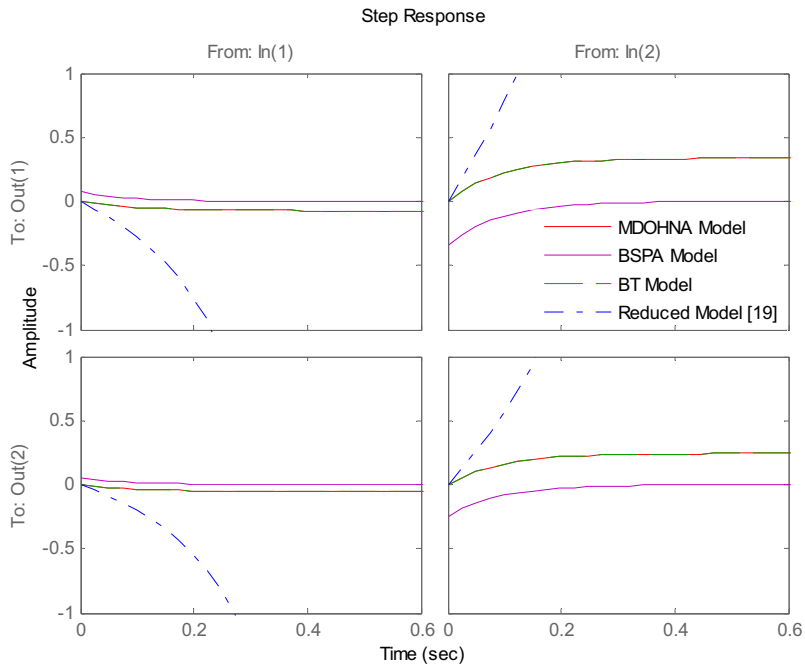 Step Response
From: In(1)
From: In(2)
To: Out(1)
1
0.5
0
-0.5
-1
MDOHNA Model
BSPA Model
BT Model
Reduced Model [19]
Amplitude
To: Out(2)
1
0.5
0
-0.5
-1
0
0.2
0.4
0.6
0
0.2
0.4
0.6
Time (sec)